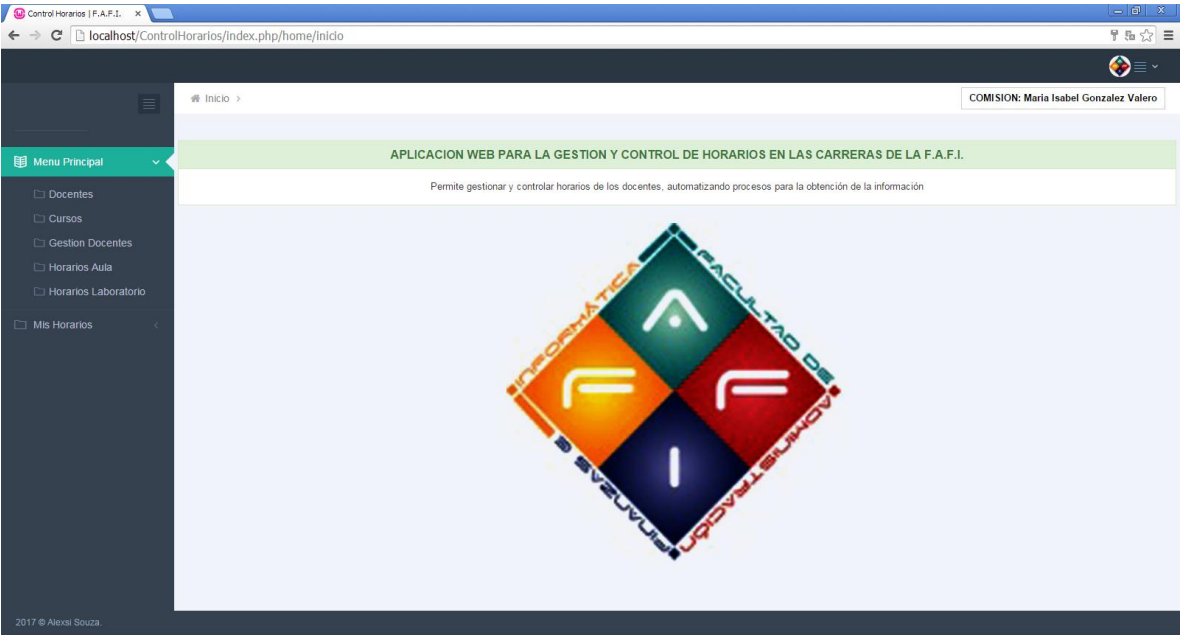 Control Horarios | F.A.F.I.
localhost/ControlHorarios/index.php/home/inicio
Inicio >
COMISION: Maria Isabel Gonzalez Valero
Menu Principal
Docentes
Cursos
Gestion Docentes
Horarios Aula
Horarios Laboratorio
Mis Horarios
APLICACION WEB PARA LA GESTION Y CONTROL DE HORARIOS EN LAS CARRERAS DE LA F.A.F.I.
Permite gestionar y controlar horarios de los docentes, automatizando procesos para la obtención de la información
FACULTAD DE
ADMINISTRACIÓN
FINANZAS E
INFORMÁTICA
A
F
F
I
2017 © Alexsi Souza.